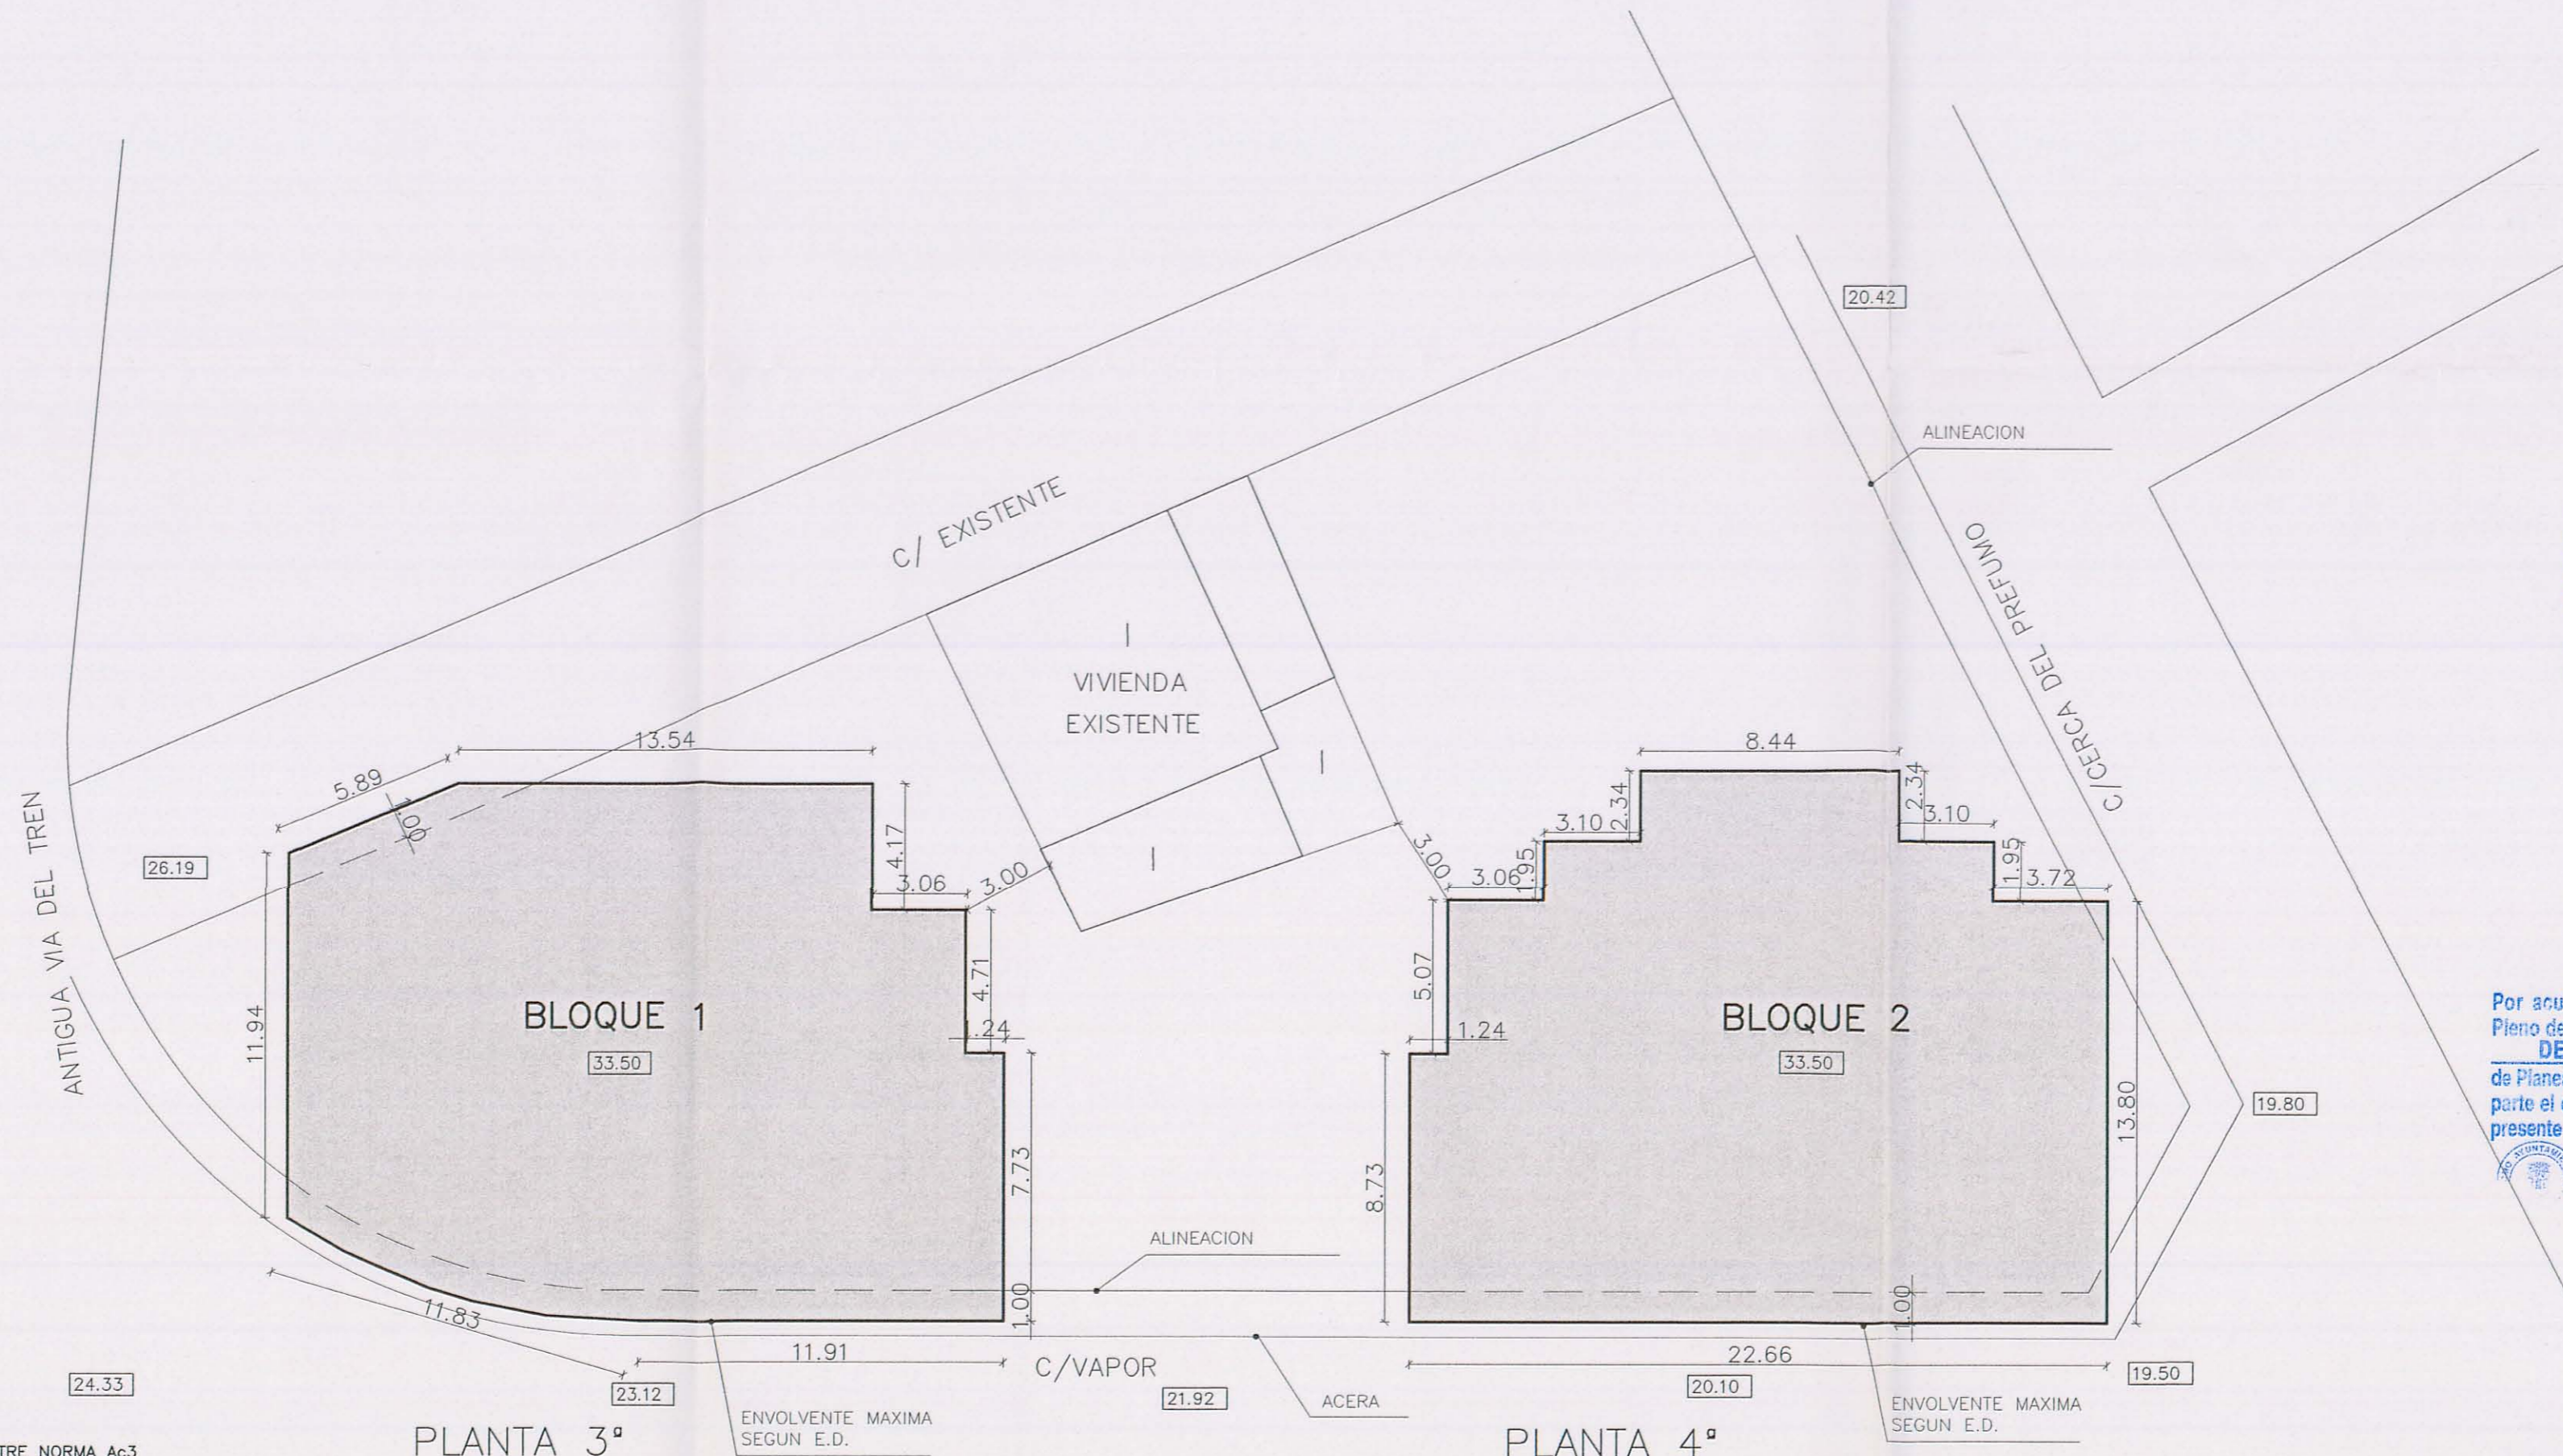 20.42
ALINEACION
C/ EXISTENTE
C/CERCA DEL PREFUMO
I
VIVIENDA
EXISTENTE
I
I
13.54
5.89
1.00
4.17
3.06
3.00
4.71
1.24
7.73
1.00
11.94
11.83
11.91
26.19
ANTIGUA VIA DEL TREN
BLOQUE 1
33.50
8.44
2.34
2.34
3.10
3.10
1.95
1.95
3.06
3.72
3.00
5.07
1.24
8.73
13.80
1.00
22.66
BLOQUE 2
33.50
19.80
ALINEACION
C/VAPOR
24.33
23.12
21.92
20.10
19.50
ACERA
ENVOLVENTE MAXIMA
SEGUN E.D.
ENVOLVENTE MAXIMA
SEGUN E.D.
PLANTA 3ª
PLANTA 4ª
NORMA Ac3
Por
Pleno
de
parte el
presente